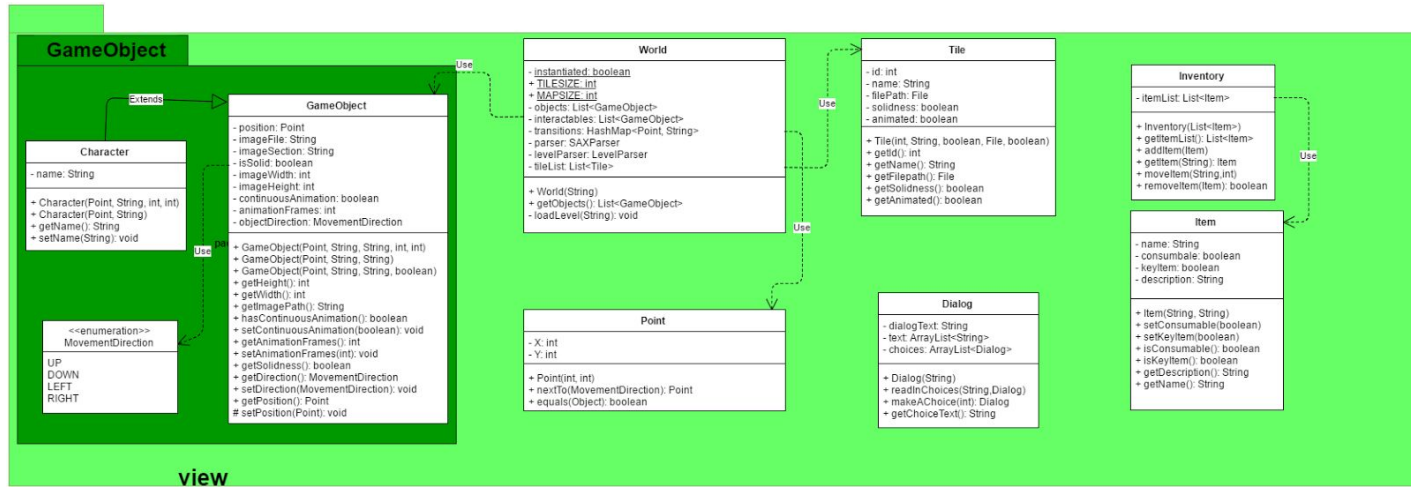 GameObject
GameObject
- position: Point
- imageFile: String
- imageSection: String
- isSolid: boolean
- imageWidth: int
- imageHeight: int
- continuousAnimation: boolean
- animationFrames: int
- objectDirection: MovementDirection
+ GameObject(Point, String, String, int, int)
+ GameObject(Point, String, String)
+ GameObject(Point, String, String, boolean)
+ getHeight(): int
+ getWidth(): int
+ getImagePath(): String
+ hasContinuousAnimation(): boolean
+ setContinuousAnimation(boolean): void
+ getAnimationFrames(): int
+ setAnimationFrames(int): void
+ getSolidness(): boolean
+ getDirection(): MovementDirection
+ setDirection(MovementDirection): void
+ getPosition(): Point
# setPosition(Point): void
Extends
Character
- name: String
+ Character(Point, String, int, int)
+ Character(Point, String)
+ getName(): String
+ setName(String): void
Use
<<enumeration>>
MovementDirection
UP
DOWN
LEFT
RIGHT
Use
World
- instantiated: boolean
+ TILESIZE: int
+ MAPSIZE: int
- objects: List<GameObject>
- interactables: List<GameObject>
- transitions: HashMap<Point, String>
- parser: SAXParser
- levelParser: LevelParser
- tileList: List<Tile>
+ World(String)
+ getObjects(): List<GameObject>
- loadLevel(String): void
Use
Use
Tile
- id: int
- name: String
- filePath: File
- solidness: boolean
- animated: boolean
+ Tile(int, String, boolean, File, boolean)
+ getId(): int
+ getName(): String
+ getFilepath(): File
+ getSolidness(): boolean
+ getAnimated(): boolean
Inventory
- itemList: List<Item>
+ Inventory(List<Item>)
+ getItemList(): List<Item>
+ addItem(Item)
+ getItem(String): Item
+ moveItem(String,int)
+ removeItem(Item): boolean
Use
Item
- name: String
- consumbale: boolean
- keyItem: boolean
- description: String
+ Item(String, String)
+ setConsumable(boolean)
+ setKeyItem(boolean)
+ isConsumable(): boolean
+ isKeyItem(): boolean
+ getDescription(): String
+ getName(): String
Point
- X: int
- Y: int
+ Point(int, int)
+ nextTo(MovementDirection): Point
+ equals(Object): boolean
Dialog
- dialogText: String
- text: ArrayList<String>
- choices: ArrayList<Dialog>
+ Dialog(String)
+ readInChoices(String,Dialog)
+ makeAChoice(int): Dialog
+ getChoiceText(): String
view